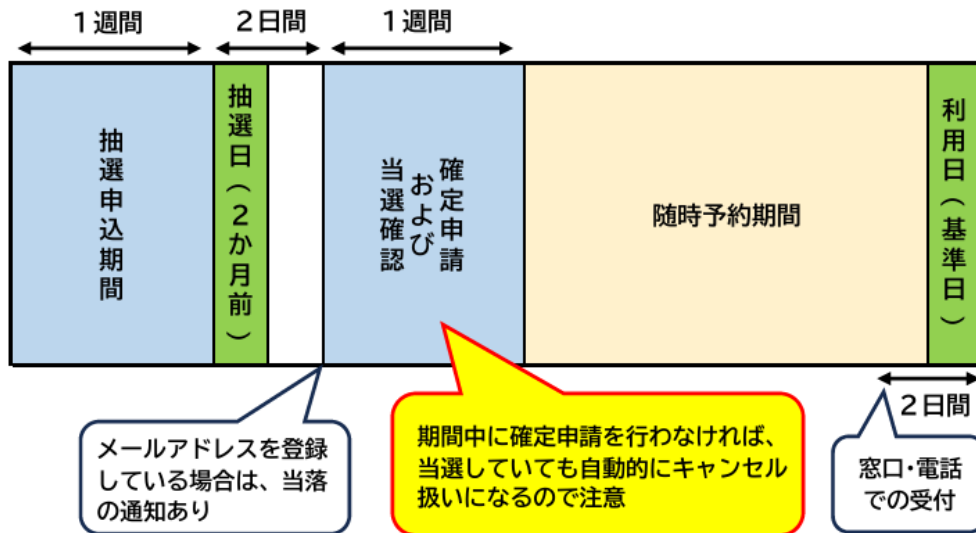 １週間
２日間
１週間
抽選申込期間
抽選日（２か月前）
確定申請
および
当選確認
随時予約期間
利用日（基準日）
２日間
メールアドレスを登録
している場合は、当落
の通知あり
期間中に確定申請を行わなければ、
当選していても自動的にキャンセル
扱いになるので注意
窓口・電話
での受付